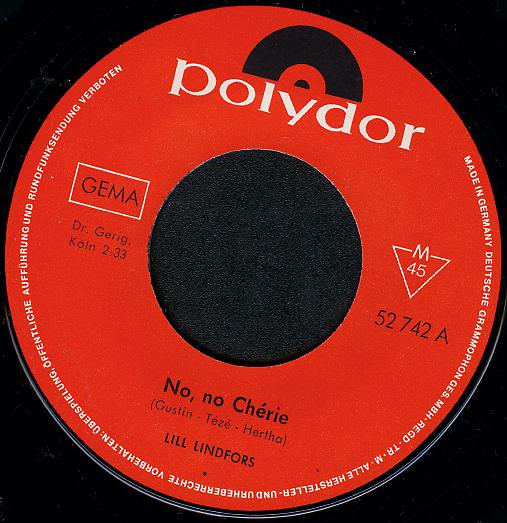 polydor
GEMA
Dr. Gerig,
Köln 2:33
M
45
52 742 A
No, no Chérie
(Gustin - Tézé - Hertha)
LILL LINDFORS
MADE IN GERMANY DEUTSCHE GRAMMOPHON GES.MBH · REGD · TR · M · ALLE HERSTELLER- UND URHEBERRECHTE VORBEHALTEN: ÜBERSPIELUNG, ÖFFENTLICHE AUFFÜHRUNG UND RUNDFUNKSENDUNG VERBOTEN